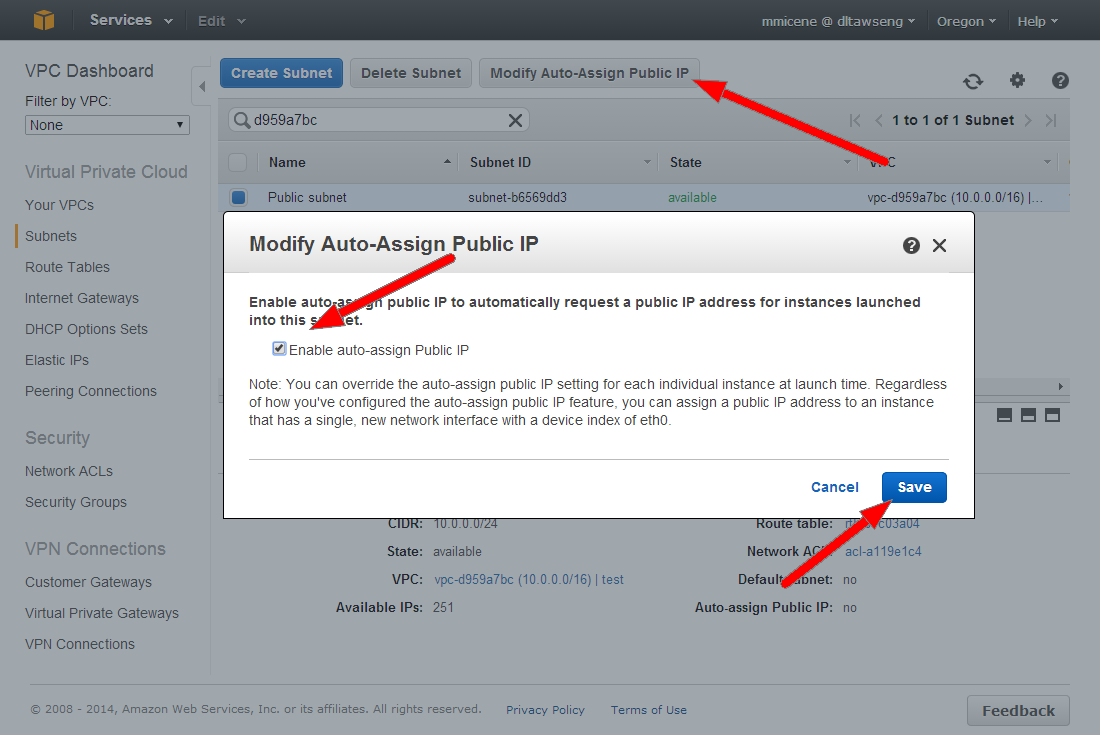 Services Edit mmicene @ dltawseng Oregon Help
VPC Dashboard
Filter by VPC:
None
Virtual Private Cloud
Your VPCs
Subnets
Route Tables
Internet Gateways
DHCP Options Sets
Elastic IPs
Peering Connections
Security
Network ACLs
Security Groups
VPN Connections
Customer Gateways
Virtual Private Gateways
VPN Connections
Create Subnet Delete Subnet Modify Auto-Assign Public IP
d959a7bc 1 to 1 of 1 Subnet
Name Subnet ID State VPC
Public subnet subnet-b6569dd3 available vpc-d959a7bc (10.0.0.0/16) |...
Modify Auto-Assign Public IP
Enable auto-assign public IP to automatically request a public IP address for instances launched
into this subnet.
Enable auto-assign Public IP
Note: You can override the auto-assign public IP setting for each individual instance at launch time. Regardless
of how you've configured the auto-assign public IP feature, you can assign a public IP address to an instance
that has a single, new network interface with a device index of eth0.
Cancel Save
CIDR: 10.0.0.0/24 Route table:
State: available Network ACL: acl-a119e1c4
VPC: vpc-d959a7bc (10.0.0.0/16) | test Default subnet: no
Available IPs: 251 Auto-assign Public IP: no
© 2008 - 2014, Amazon Web Services, Inc. or its affiliates. All rights reserved. Privacy Policy Terms of Use
Feedback